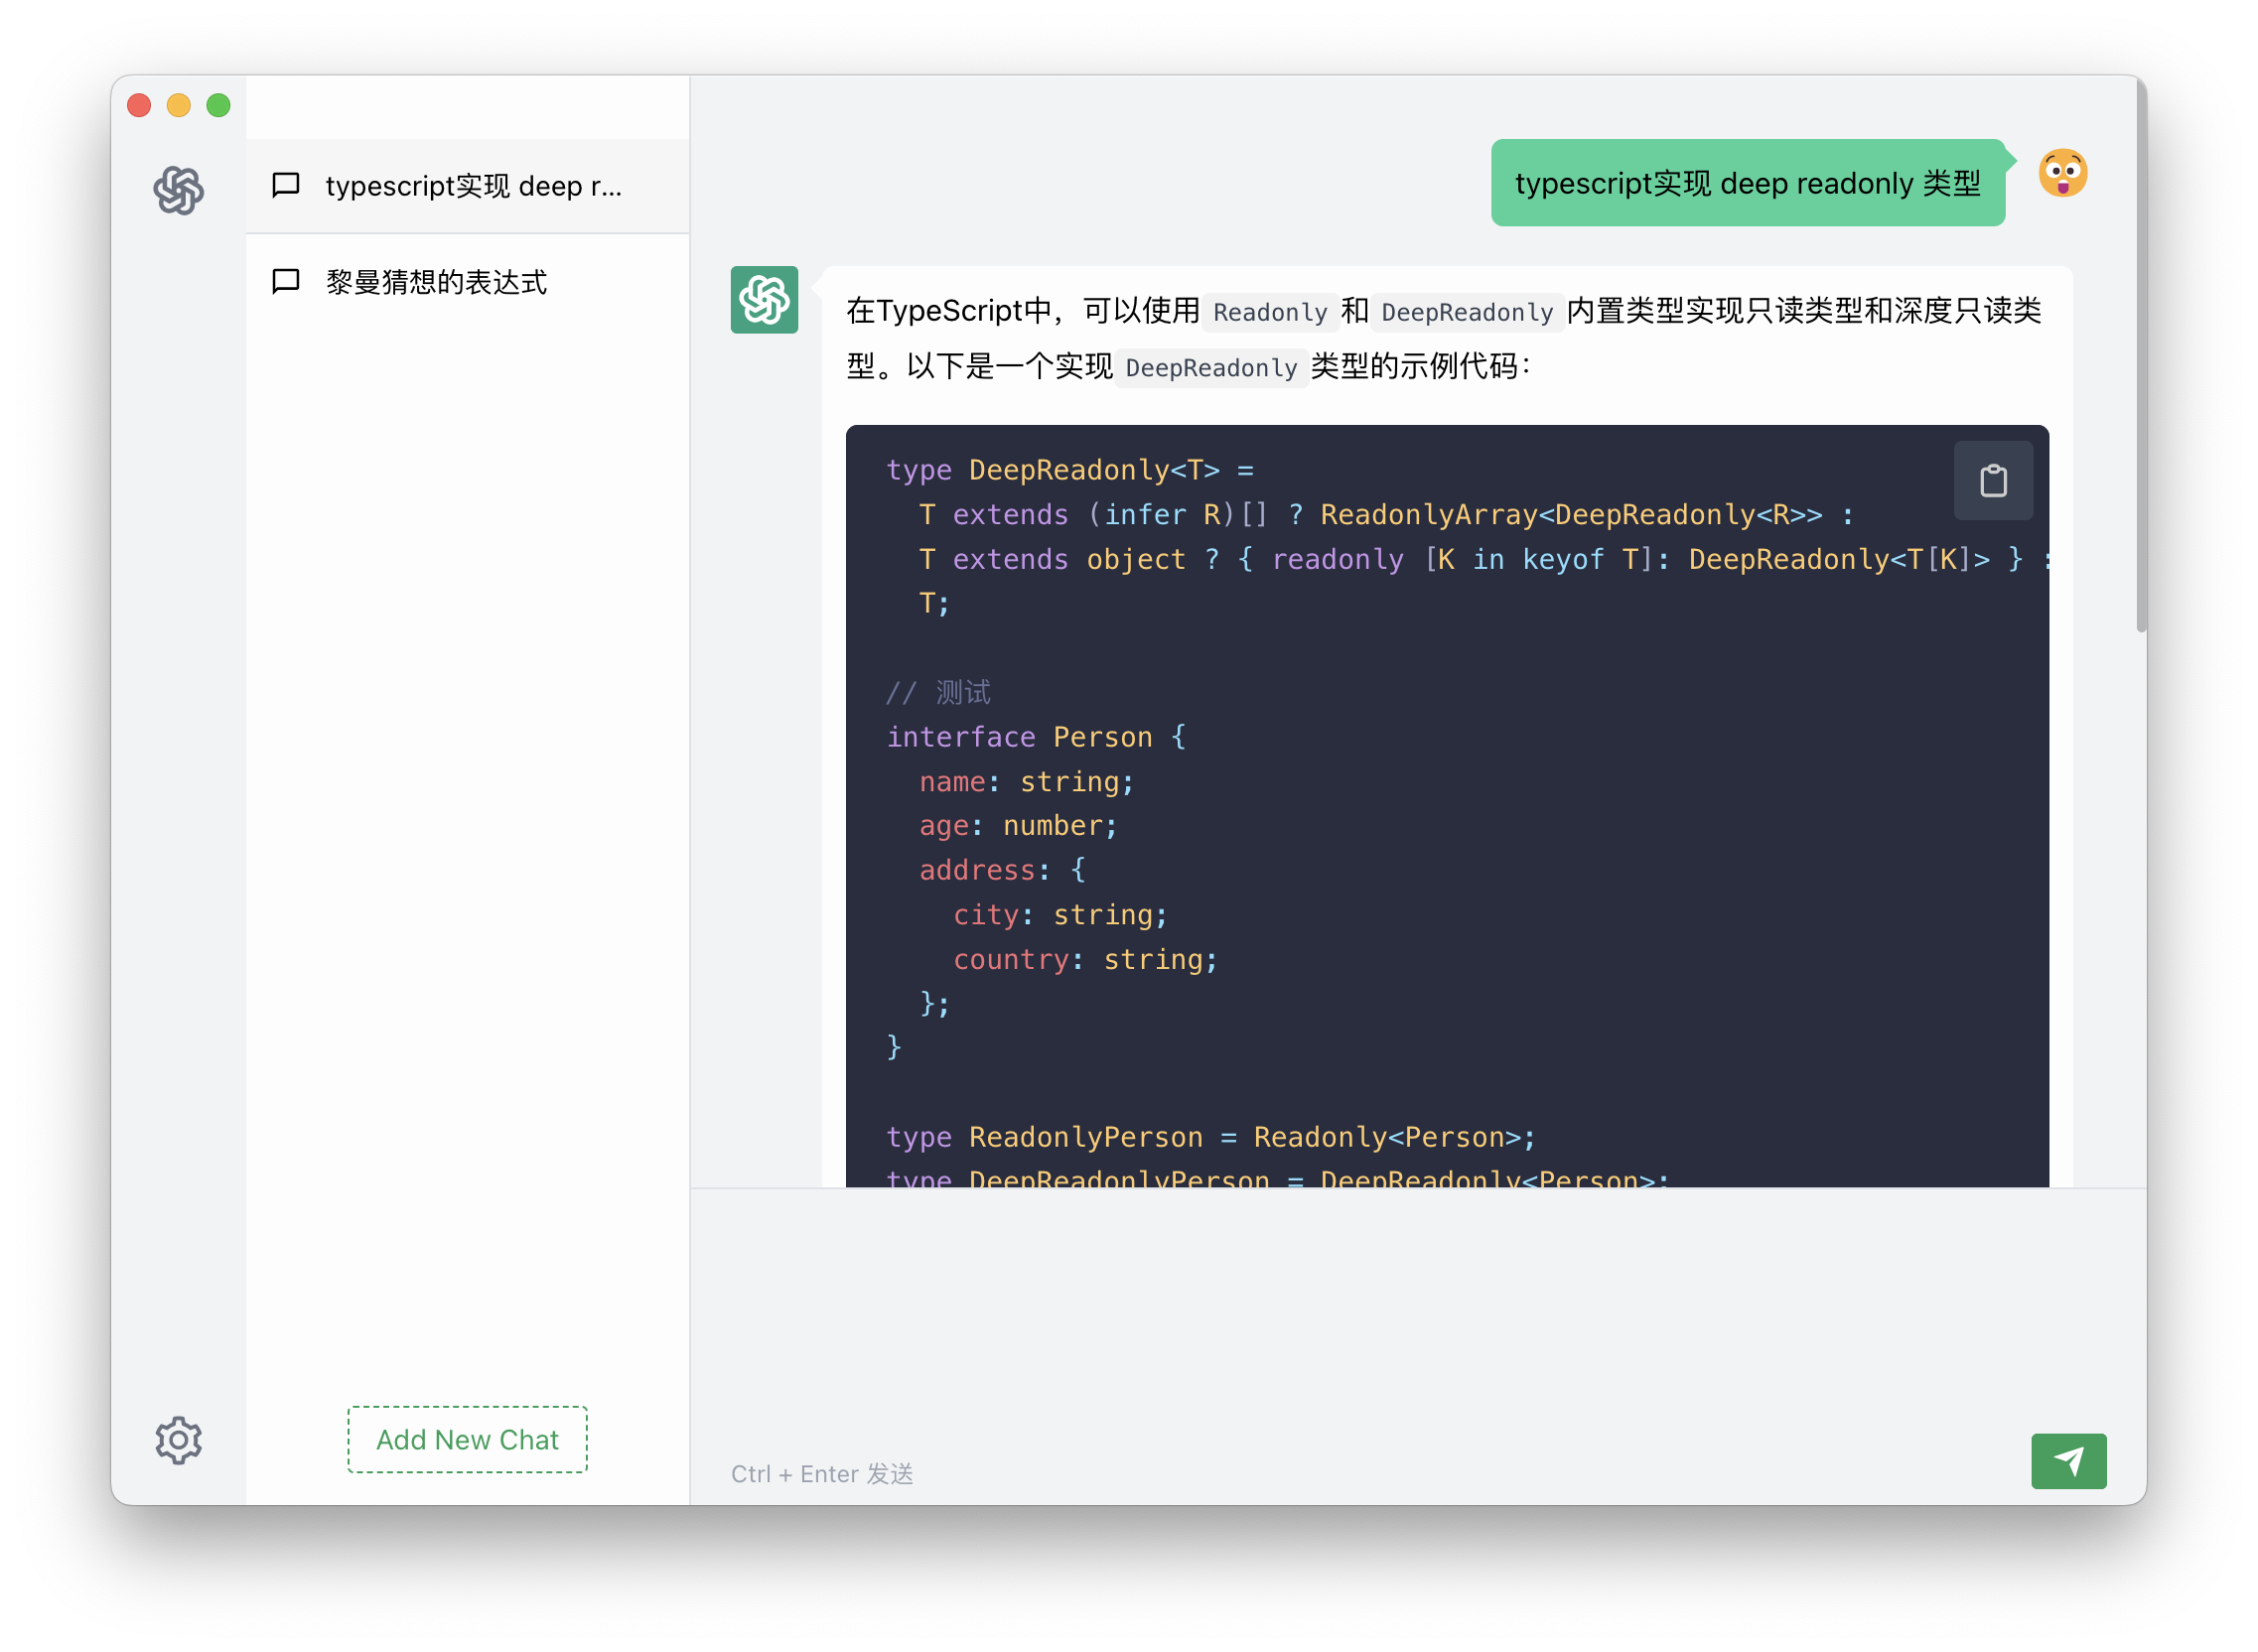 typescript实现 deep r...
黎曼猜想的表达式
Add New Chat
typescript实现 deep readonly 类型
在TypeScript中，可以使用 Readonly 和 DeepReadonly 内置类型实现只读类型和深度只读类
型。以下是一个实现 DeepReadonly 类型的示例代码：
type DeepReadonly<T> =
  T extends (infer R)[] ? ReadonlyArray<DeepReadonly<R>> :
  T extends object ? { readonly [K in keyof T]: DeepReadonly<T[K]> } :
  T;
// 测试
interface Person {
  name: string;
  age: number;
  address: {
    city: string;
    country: string;
  };
}
type ReadonlyPerson = Readonly<Person>;
type DeepReadonlyPerson = DeepReadonly<Person>;
Ctrl + Enter 发送